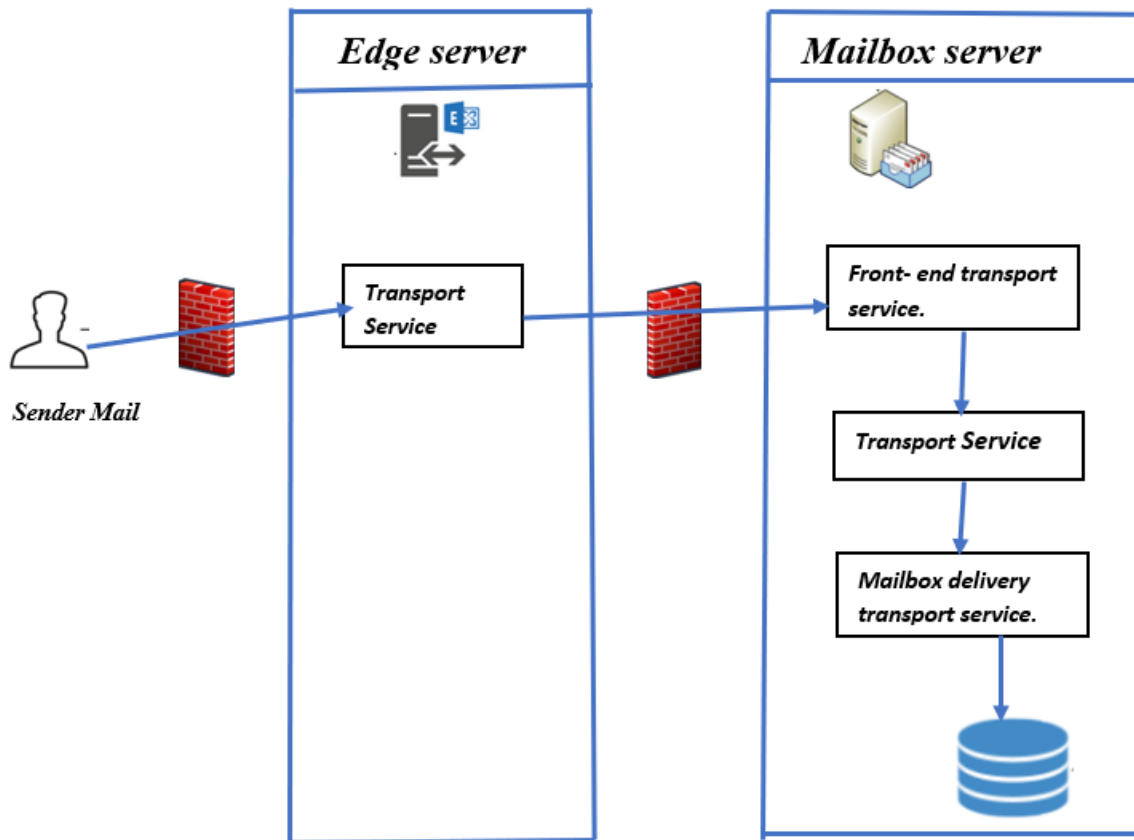 Edge server
Mailbox server
E
Transport
Service
Front- end transport
service.
Sender Mail
Transport Service
Mailbox delivery
transport service.